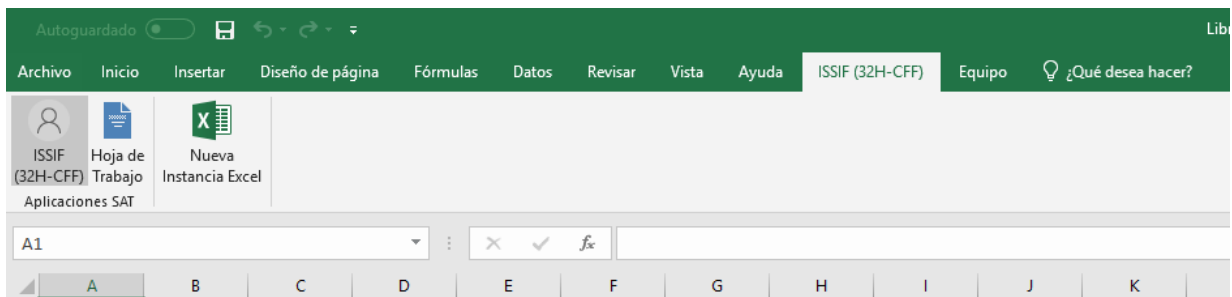 Autoguardado
Libr
Archivo Inicio Insertar Diseño de página Fórmulas Datos Revisar Vista Ayuda ISSIF (32H-CFF) Equipo ¿Qué desea hacer?
ISSIF Hoja de Nueva
(32H-CFF) Trabajo Instancia Excel
Aplicaciones SAT
A1 fx
A B C D E F G H I J K